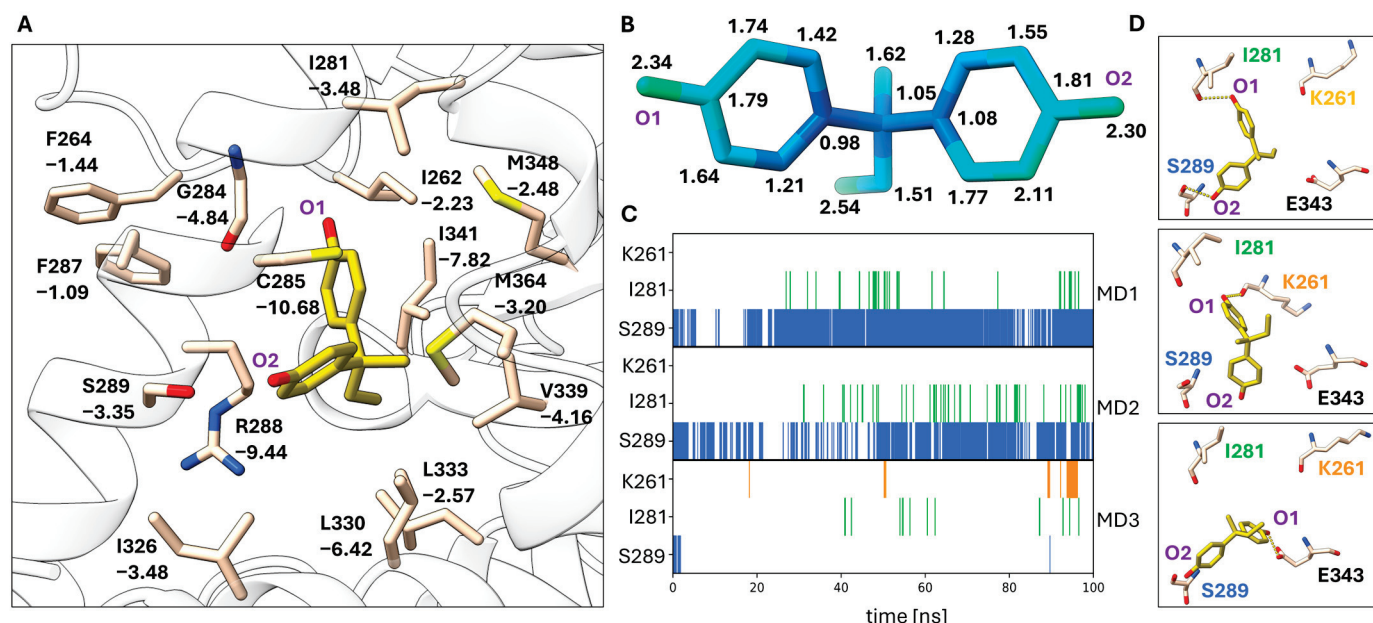 A
I281
−3.48
F264
−1.44
G284
−4.84
I262
−2.23
M348
−2.48
O1
I341
−7.82
F287
−1.09
C285
−10.68
M364
−3.20
O2
S289
−3.35
V339
−4.16
R288
−9.44
L333
−2.57
L330
−6.42
I326
−3.48
B
1.74
1.42
1.62
1.28
1.55
2.34
O2
1.05
1.81
1.79
O1
1.08
2.30
0.98
1.64
1.21
1.51
1.77
2.11
2.54
C
K261
I281
MD1
S289
K261
I281
MD2
S289
K261
I281
MD3
S289
0
20
40
60
80
100
time [ns]
D
I281
O1
K261
S289
O2
E343
I281
O1
K261
S289
O2
E343
I281
K261
O1
O2
S289
E343